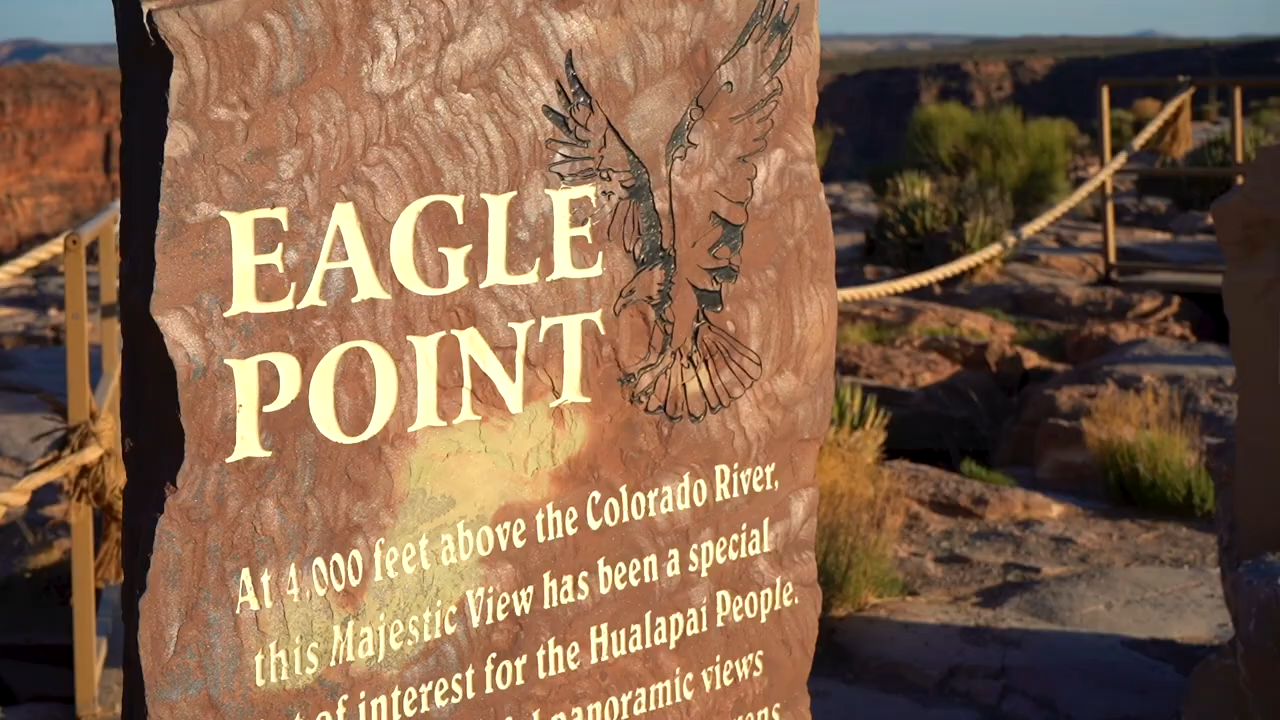 EAGLE
POINT
At 4,000 feet above the Colorado River,
this Majestic View has been a special
of interest for the Hualapai People.
panoramic views